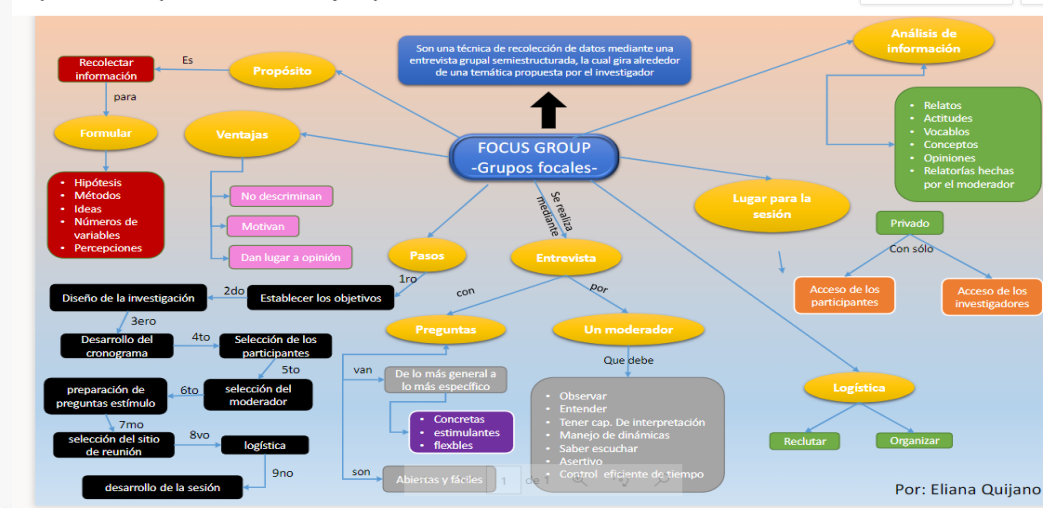 Son una técnica de recolección de datos mediante una
entrevista grupal semiestructurada, la cual gira alrededor
de una temática propuesta por el investigador
FOCUS GROUP
-Grupos focales-
Propósito
Es
Recolectar
información
para
Formular
• Hipótesis
• Métodos
• Ideas
• Números de
variables
• Percepciones
Ventajas
No descriminan
Motivan
Dan lugar a opinión
Pasos
1ro
Establecer los objetivos
2do
Diseño de la investigación
3ero
Desarrollo del
cronograma
4to
Selección de los
participantes
5to
selección del
moderador
6to
preparación de
preguntas estímulo
7mo
selección del sitio
de reunión
8vo
logística
9no
desarrollo de la sesión
Se realiza
mediante
Entrevista
con
Preguntas
van
De lo más general a
lo más específico
• Concretas
• estimulantes
• flexbles
son
Abiertas y fáciles
por
Un moderador
Que debe
• Observar
• Entender
• Tener cap. De interpretación
• Manejo de dinámicas
• Saber escuchar
• Asertivo
• Control eficiente de tiempo
1 de 1
Lugar para la
sesión
Privado
Con sólo
Acceso de los
participantes
Acceso de los
investigadores
Análisis de
información
• Relatos
• Actitudes
• Vocablos
• Conceptos
• Opiniones
• Relatorías hechas
por el moderador
Logística
Reclutar
Organizar
Por: Eliana Quijano